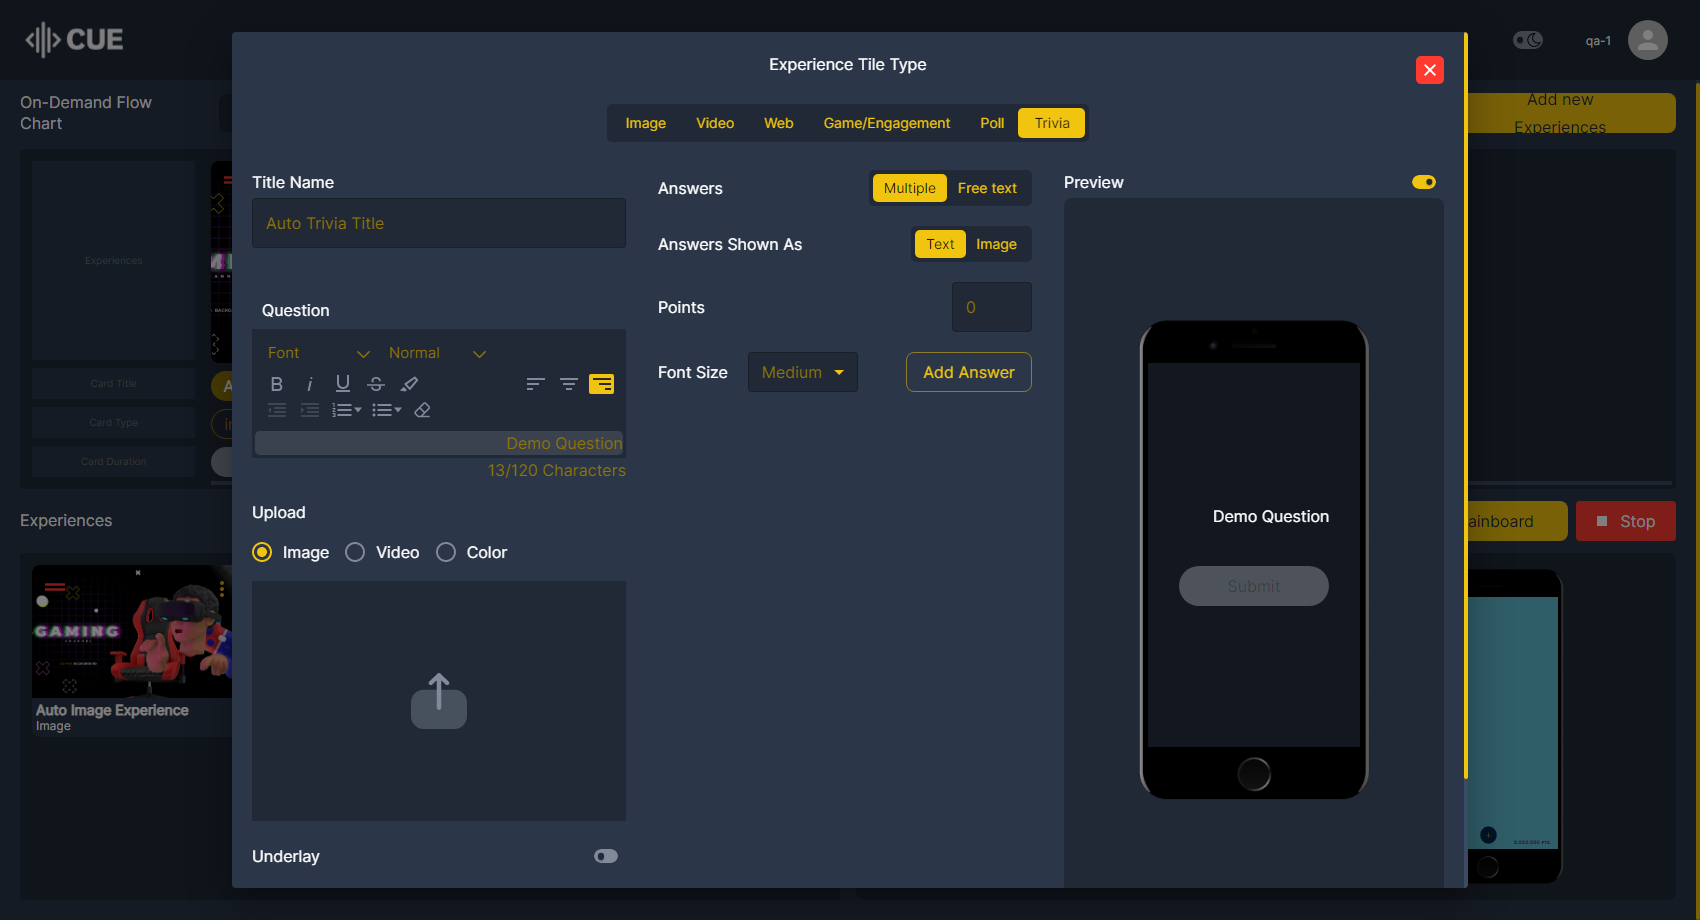 CUE
qa-1
On-Demand Flow
Chart
Add new
Experiences
Experiences
Card Title
Card Type
Card Duration
Experiences
ainboard
Stop
GAMING
Auto Image Experience
Image
Experience Tile Type
Image
Video
Web
Game/Engagement
Poll
Trivia
Title Name
Auto Trivia Title
Question
Font
Normal
Demo Question
13/120 Characters
Upload
Image
Video
Color
Underlay
Answers
Multiple
Free text
Answers Shown As
Text
Image
Points
0
Font Size
Medium
Add Answer
Preview
Demo Question
Submit